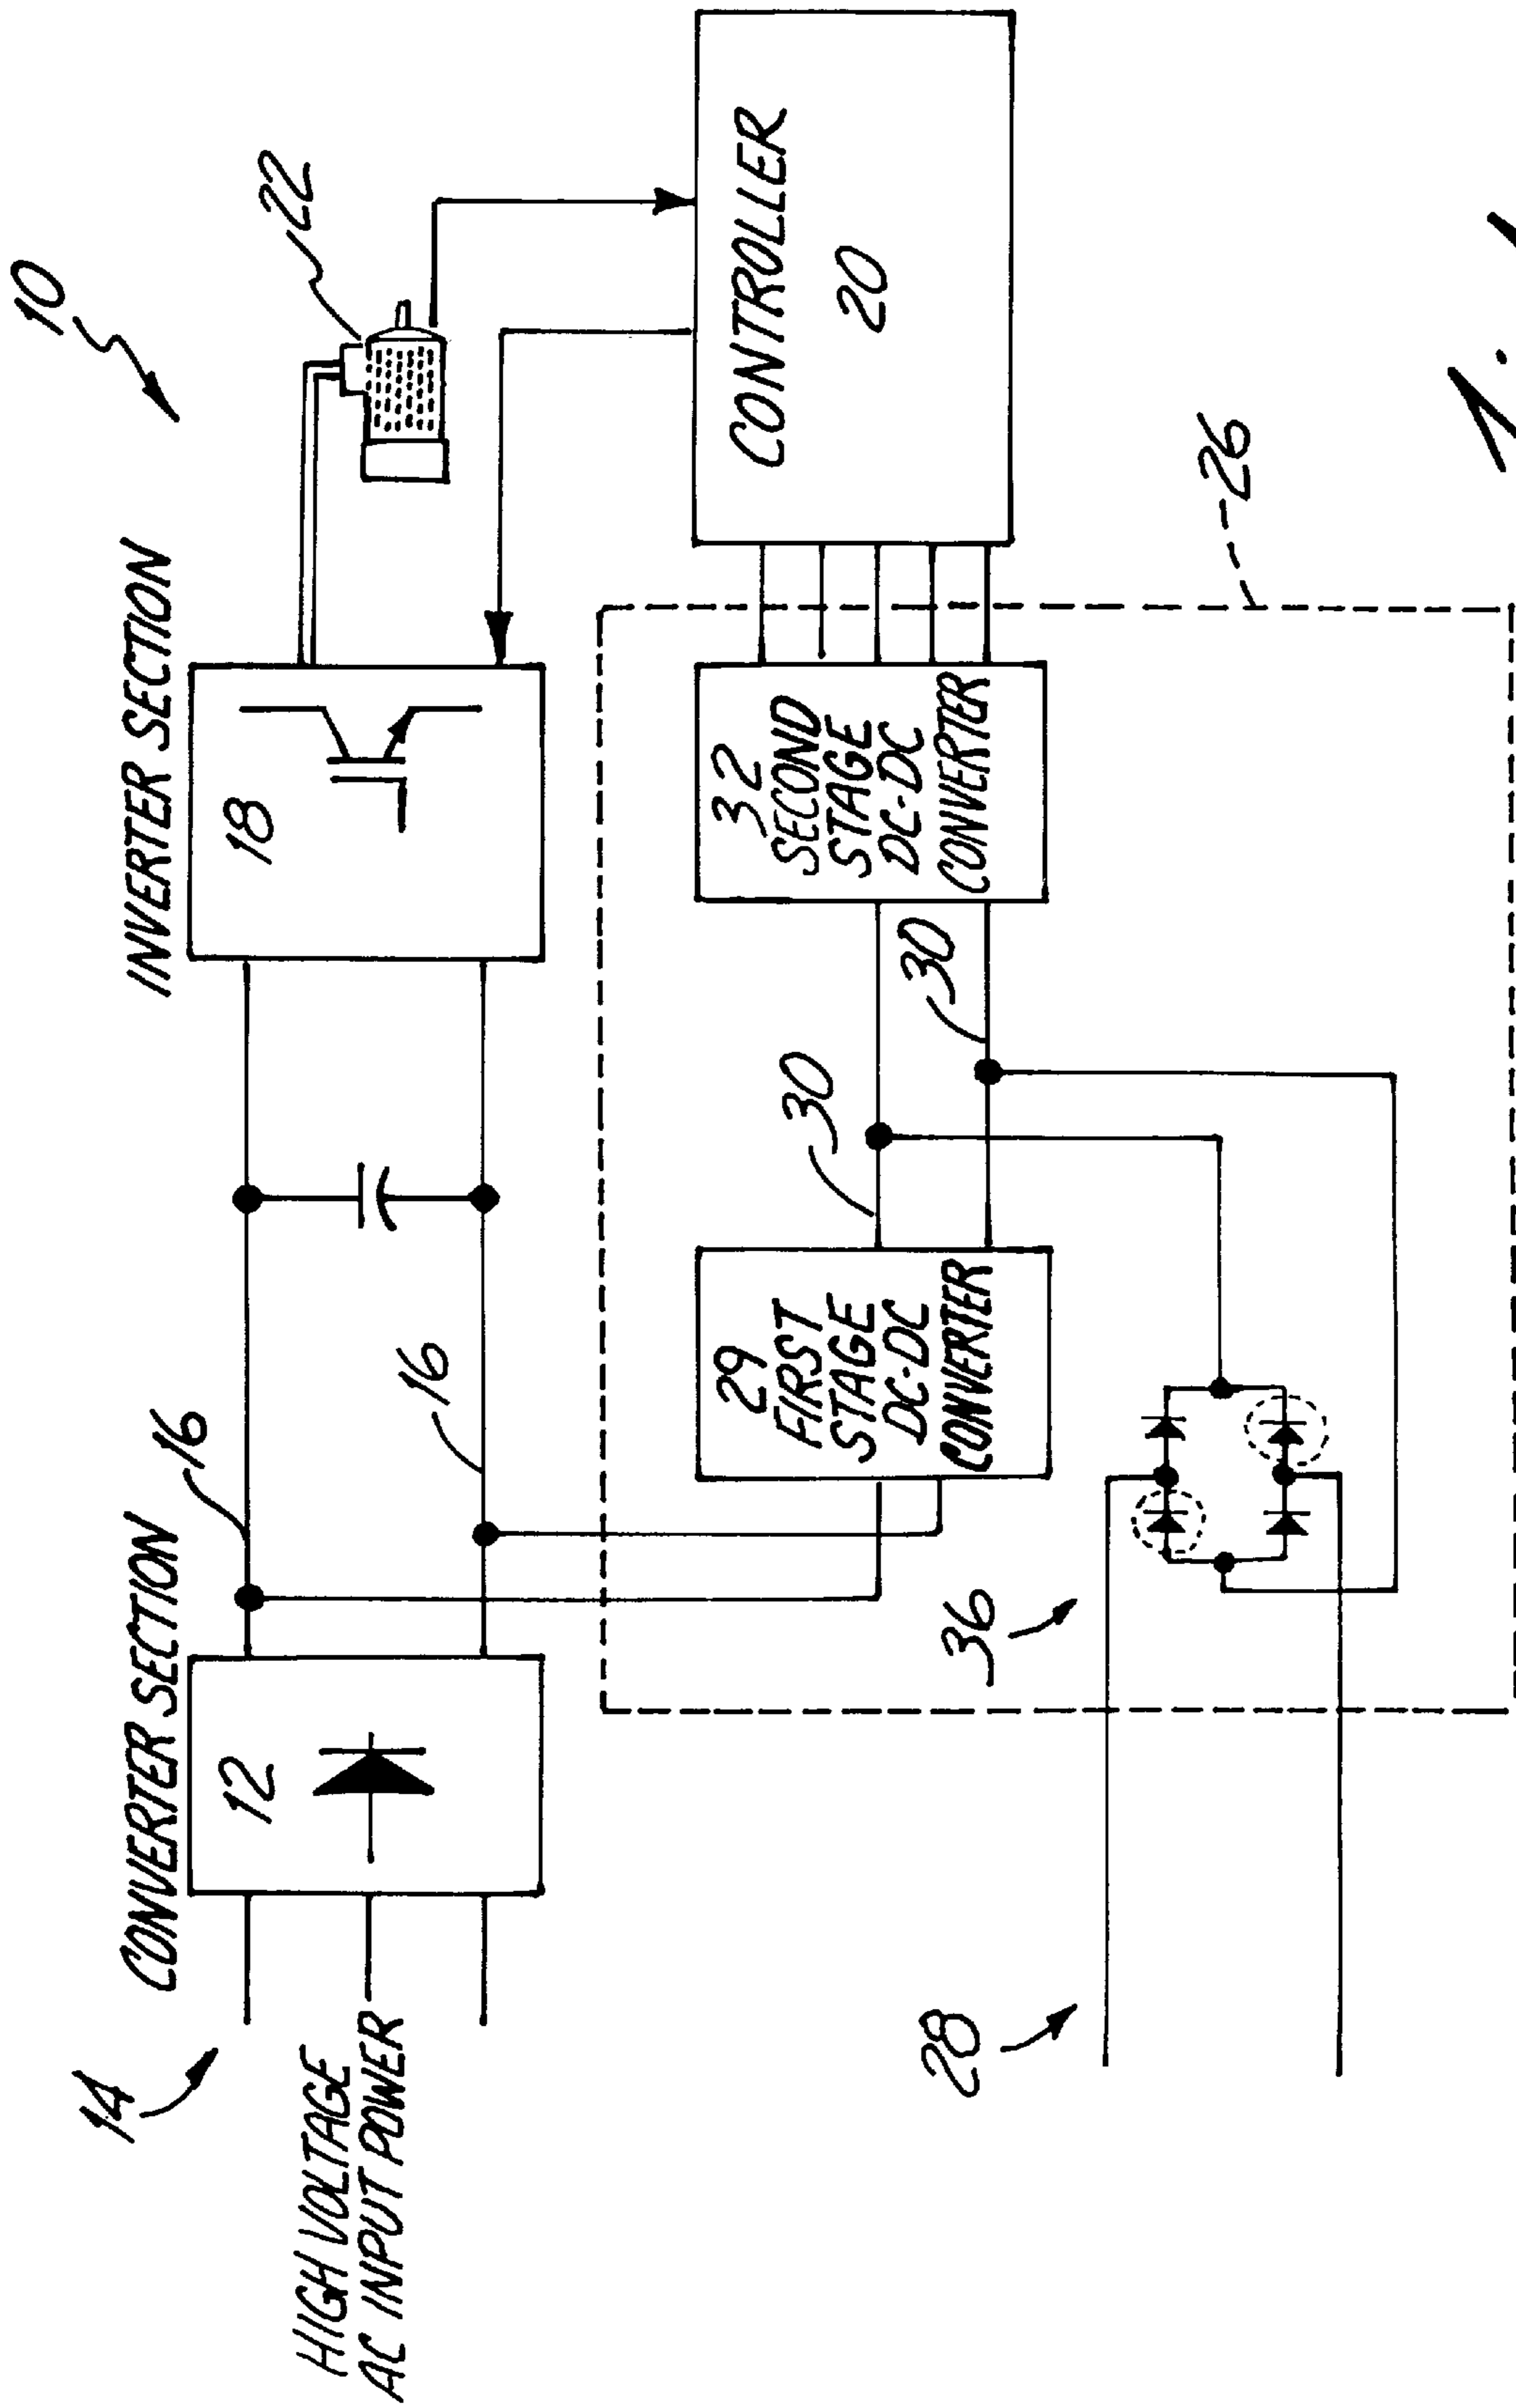 10
14
HIGH VOLTAGE
AC INPUT POWER
CONVERTER SECTION
12
16
16
INVERTER SECTION
18
22
29
FIRST
STAGE
DC-DC
CONVERTER
30
30
32
SECOND
STAGE
DC-DC
CONVERTER
CONTROLLER
20
26
36
28